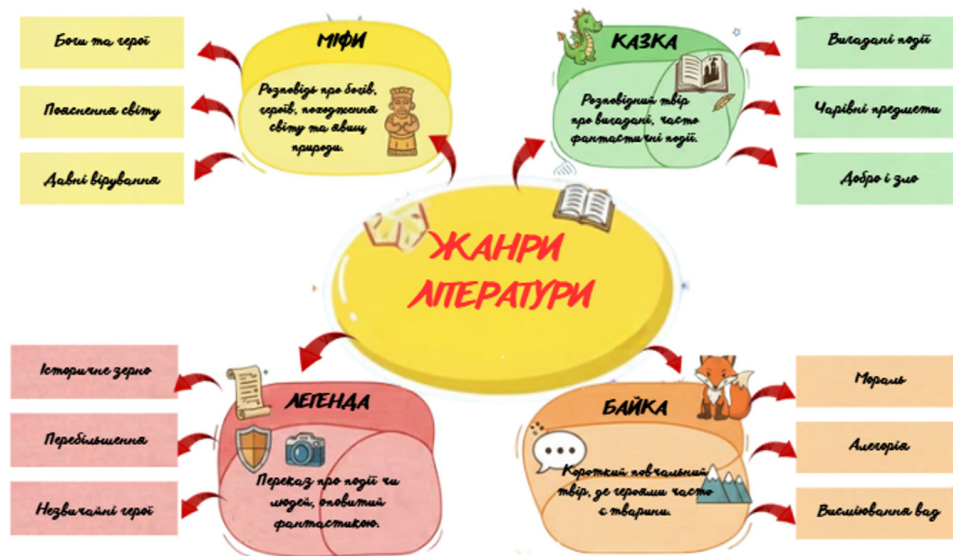 Боги та герої
Пояснення світу
Давні вірування
МІФИ
Розповідь про богів,
героїв, походження
світу та явищ
природи.
КАЗКА
Розповідний твір
про вигадані, часто
фантастичні події.
Вигадані події
Чарівні предмети
Добро і зло
ЖАНРИ
ЛІТЕРАТУРИ
Історичне зерно
Перебільшення
Незвичайні герої
ЛЕГЕНДА
Переказ про події чи
людей, оповитий
фантастикою.
БАЙКА
Короткий повчальний
твір, де героями часто
є тварини.
Мораль
Алегорія
Висміювання вад